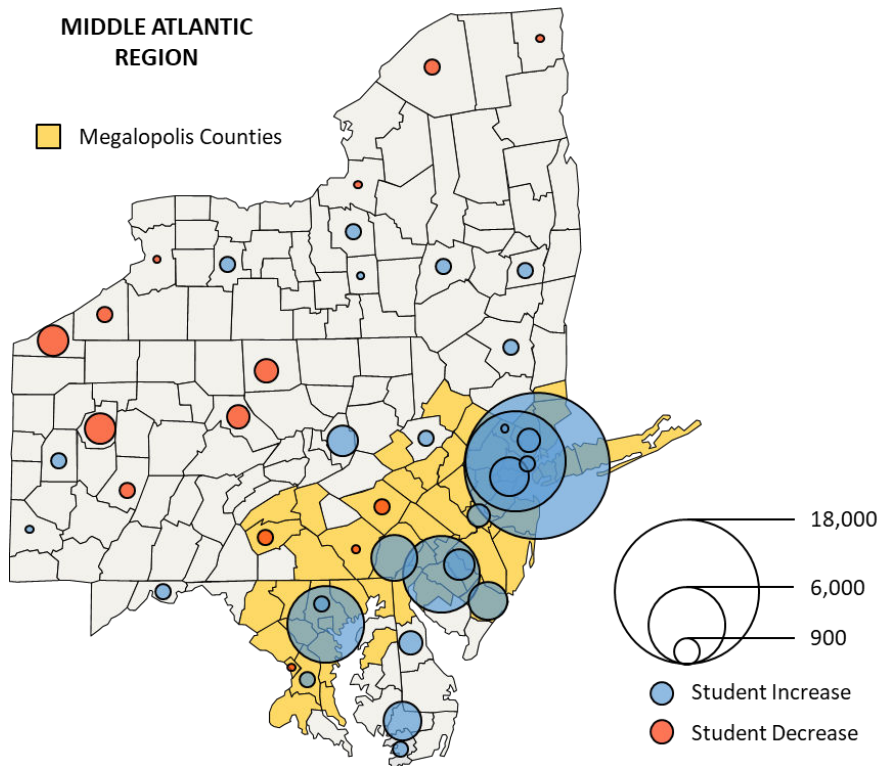 MIDDLE ATLANTIC
REGION
Megalopolis Counties
18,000
6,000
900
Student Increase
Student Decrease